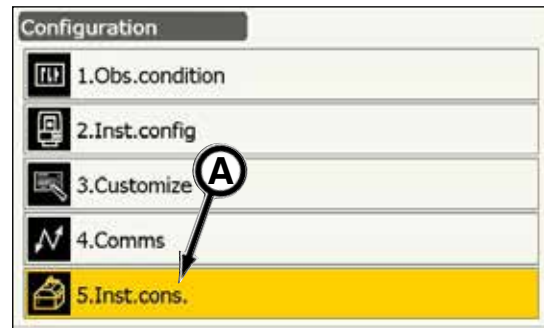 Configuration
1.Obs.condition
2.Inst.config
3.Customize
A
4.Comms
5.Inst.cons.